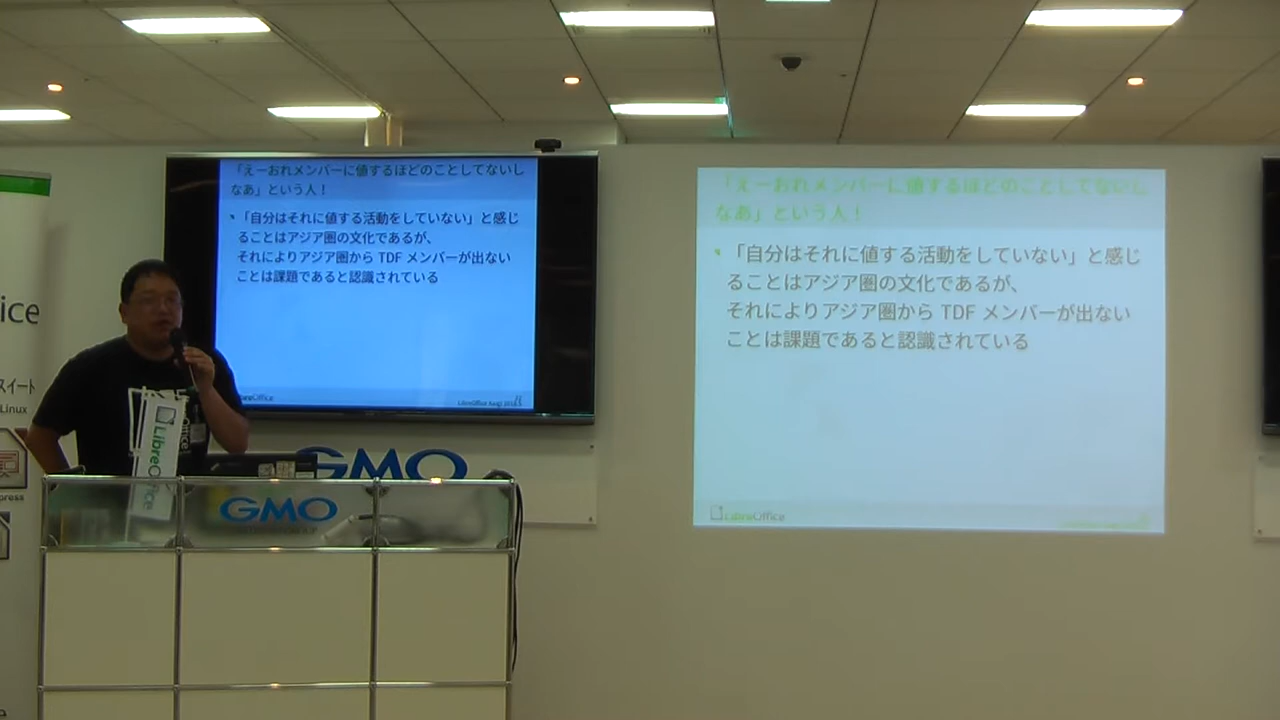 「えーおれメンバーに値するほどのことしてないし
なあ」という人！
「自分はそれに値する活動をしていない」と感じ
ることはアジア圏の文化であるが、
それによりアジア圏から TDF メンバーが出ない
ことは課題であると認識されている
LibreOffice
「えーおれメンバーに値するほどのことしてないし
なあ」という人！
「自分はそれに値する活動をしていない」と感じ
ることはアジア圏の文化であるが、
それによりアジア圏から TDF メンバーが出ない
ことは課題であると認識されている
LibreOffice
ice
スイート
Linux
press
LibreOffice
Office
GMO
GMO